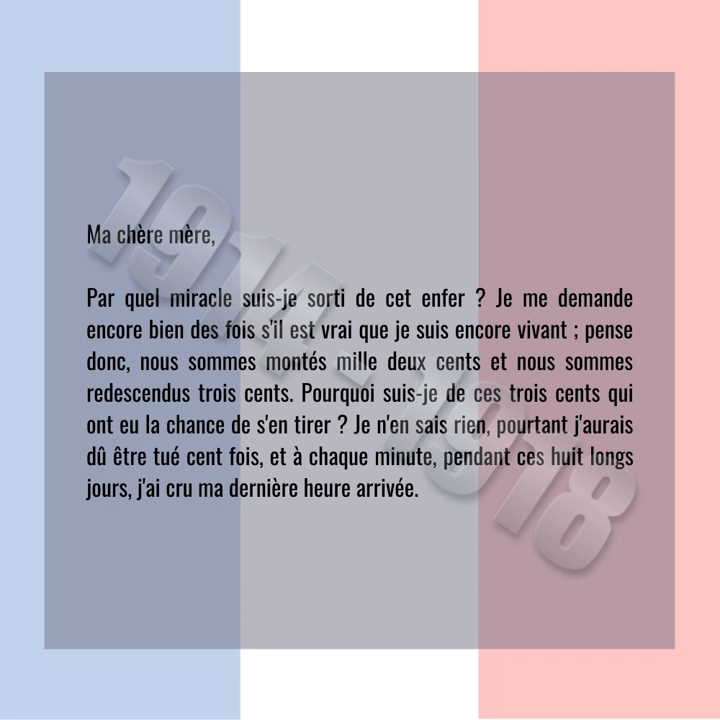 Ma chère mère,
Par quel miracle suis-je sorti de cet enfer ? Je me demande
encore bien des fois s'il est vrai que je suis encore vivant ; pense
donc, nous sommes montés mille deux cents et nous sommes
redescendus trois cents. Pourquoi suis-je de ces trois cents qui
ont eu la chance de s'en tirer ? Je n'en sais rien, pourtant j'aurais
dû être tué cent fois, et à chaque minute, pendant ces huit longs
jours, j'ai cru ma dernière heure arrivée.
1914 - 1918